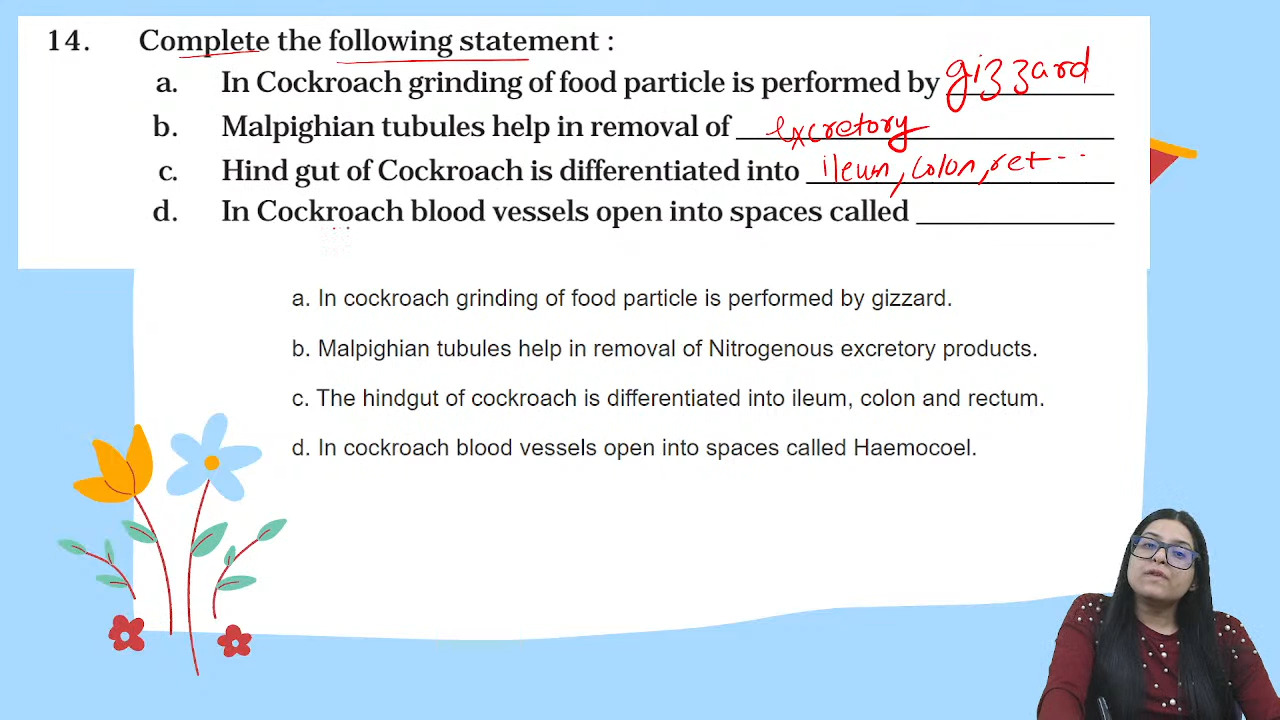 14. Complete the following statement :
a. In Cockroach grinding of food particle is performed by gizzard
b. Malpighian tubules help in removal of excretory
c. Hind gut of Cockroach is differentiated into ileum, colon, ret---
d. In Cockroach blood vessels open into spaces called ____________
a. In cockroach grinding of food particle is performed by gizzard.
b. Malpighian tubules help in removal of Nitrogenous excretory products.
c. The hindgut of cockroach is differentiated into ileum, colon and rectum.
d. In cockroach blood vessels open into spaces called Haemocoel.